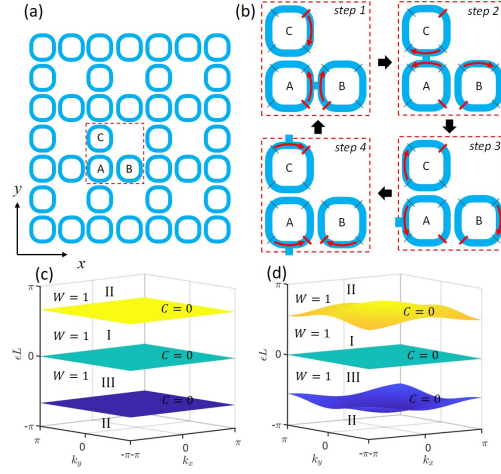 (a)
C
A B
y
x
(b)
step 1
C
A B
step 2
C
A B
step 4
C
A B
step 3
C
A B
(c)
π
II
W = 1
C = 0
W = 1
I
ϵL
0
C = 0
W = 1
III
C = 0
II
-π
π
0
k_y
-π-π
0
k_x
π
(d)
π
II
W = 1
C = 0
W = 1
I
ϵL
0
C = 0
W = 1
III
C = 0
II
-π
π
0
k_y
-π-π
0
k_x
π